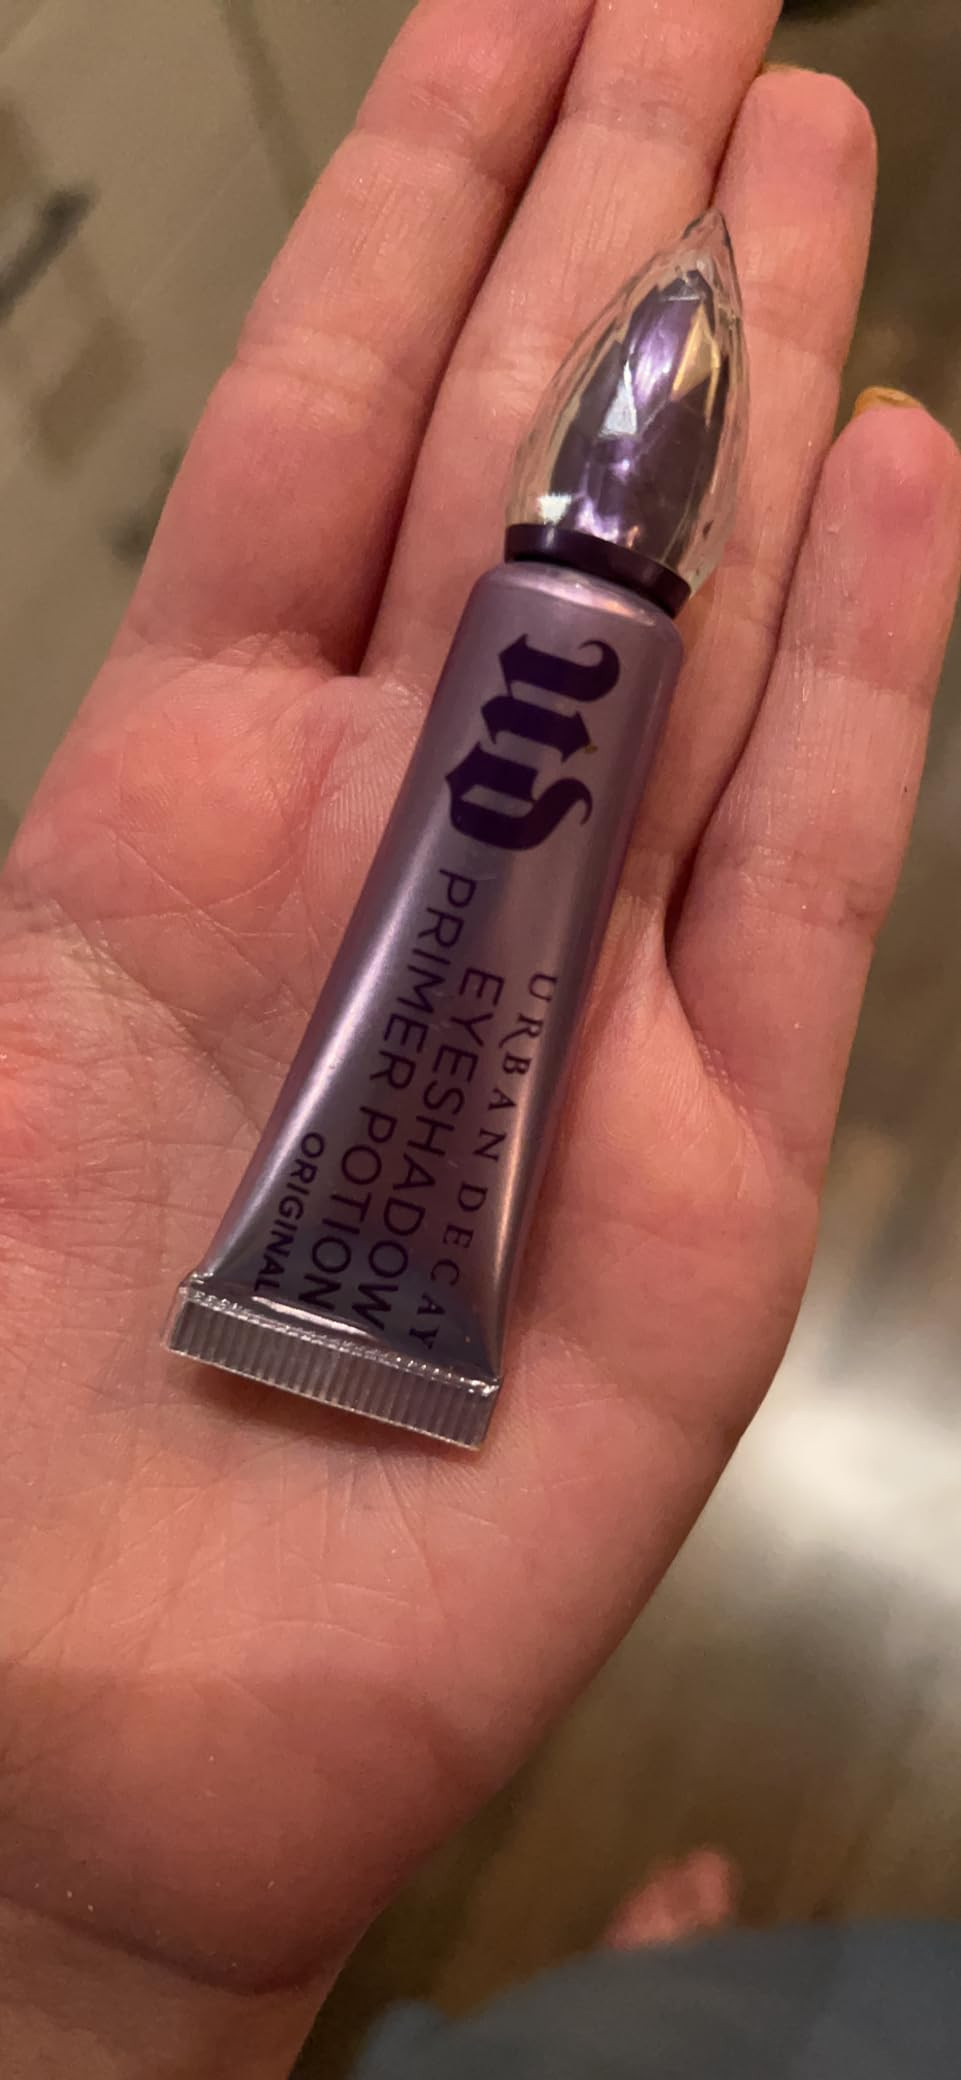 UD
URBAN DECAY
EYESHADOW
PRIMER POTION
ORIGINAL